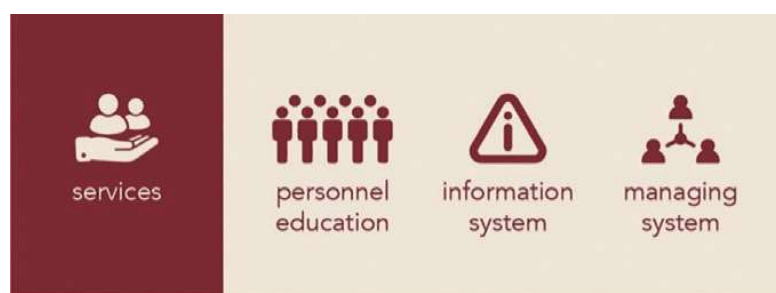 services
personnel
education
information
system
managing
system